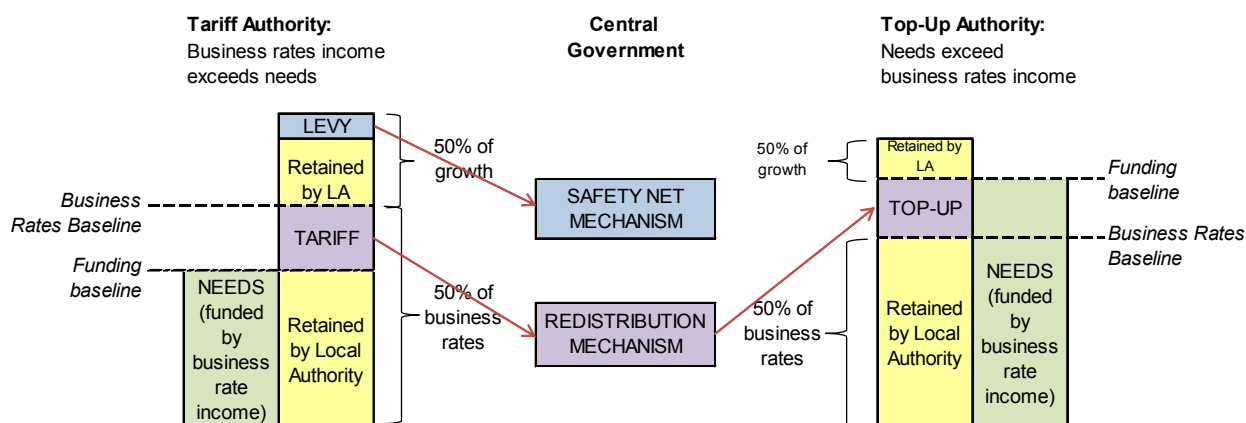 Tariff Authority:
Business rates income
exceeds needs
Central
Government
Top-Up Authority:
Needs exceed
business rates income
LEVY
Retained
by LA
50% of
growth
Business
Rates Baseline
TARIFF
Funding
baseline
NEEDS
(funded
by
business
rate
income)
Retained
by Local
Authority
50% of
business
rates
SAFETY NET
MECHANISM
REDISTRIBUTION
MECHANISM
50% of
growth
Retained by
LA
Funding
baseline
TOP-UP
Business Rates
Baseline
50% of
business
rates
Retained
by Local
Authority
NEEDS
(funded
by
business
rate
income)